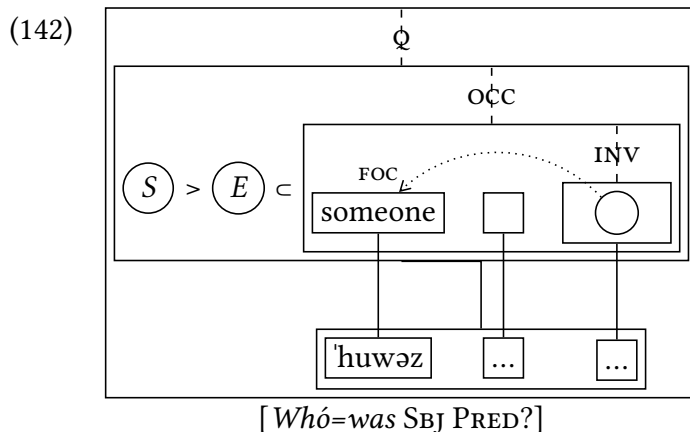 (142)
Q
OCC
INV
FOC
S > E ⊂ someone
ˈhuwəz ... ...
[Whó=was SBJ PRED?]